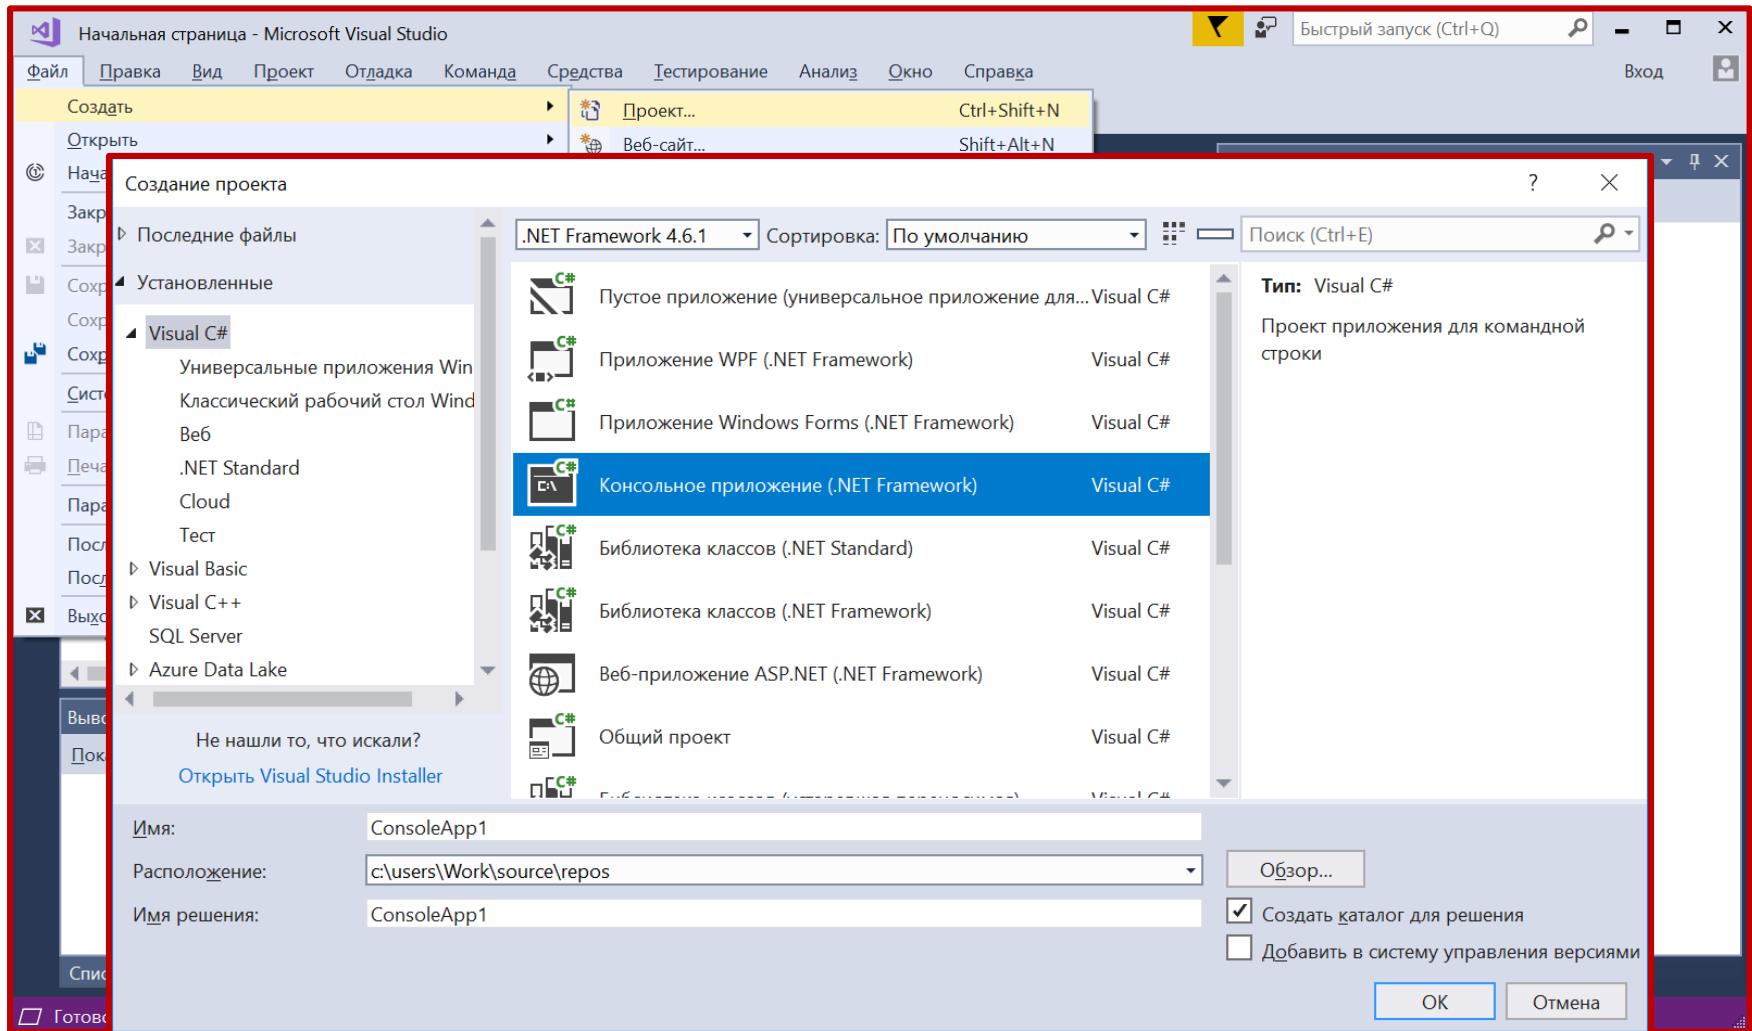 Начальная страница - Microsoft Visual Studio
Быстрый запуск (Ctrl+Q)
Файл Правка Вид Проект Отладка Команда Средства Тестирование Анализ Окно Справка Вход
Создать
Проект... Ctrl+Shift+N
Открыть
Веб-сайт... Shift+Alt+N
Создание проекта
?
Последние файлы
.NET Framework 4.6.1 Сортировка: По умолчанию
Поиск (Ctrl+E)
Установленные
Visual C#
Универсальные приложения Win
Классический рабочий стол Wind
Веб
.NET Standard
Cloud
Тест
Visual Basic
Visual C++
SQL Server
Azure Data Lake
Не нашли то, что искали?
Открыть Visual Studio Installer
Пустое приложение (универсальное приложение для... Visual C#
Приложение WPF (.NET Framework) Visual C#
Приложение Windows Forms (.NET Framework) Visual C#
Консольное приложение (.NET Framework) Visual C#
Библиотека классов (.NET Standard) Visual C#
Библиотека классов (.NET Framework) Visual C#
Веб-приложение ASP.NET (.NET Framework) Visual C#
Общий проект Visual C#
Тип: Visual C#
Проект приложения для командной
строки
Имя: ConsoleApp1
Расположение: c:\users\Work\source\repos
Обзор...
Имя решения: ConsoleApp1
Создать каталог для решения
Добавить в систему управления версиями
OK Отмена